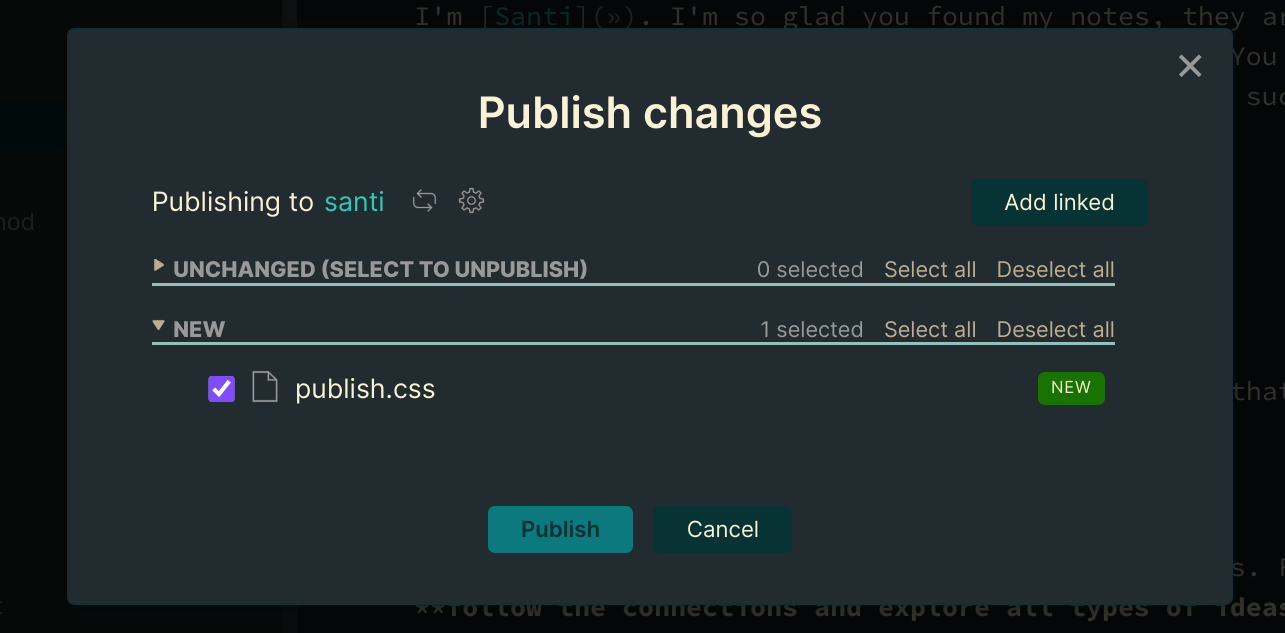 I'm [Santi](»). I'm so glad you found my notes, they ar
You
suc
Publish changes
Publishing to santi
Add linked
nod
UNCHANGED (SELECT TO UNPUBLISH) 0 selected Select all Deselect all
NEW 1 selected Select all Deselect all
publish.css NEW
that
Publish Cancel
s. F
**follow the connections and explore all types of ideas